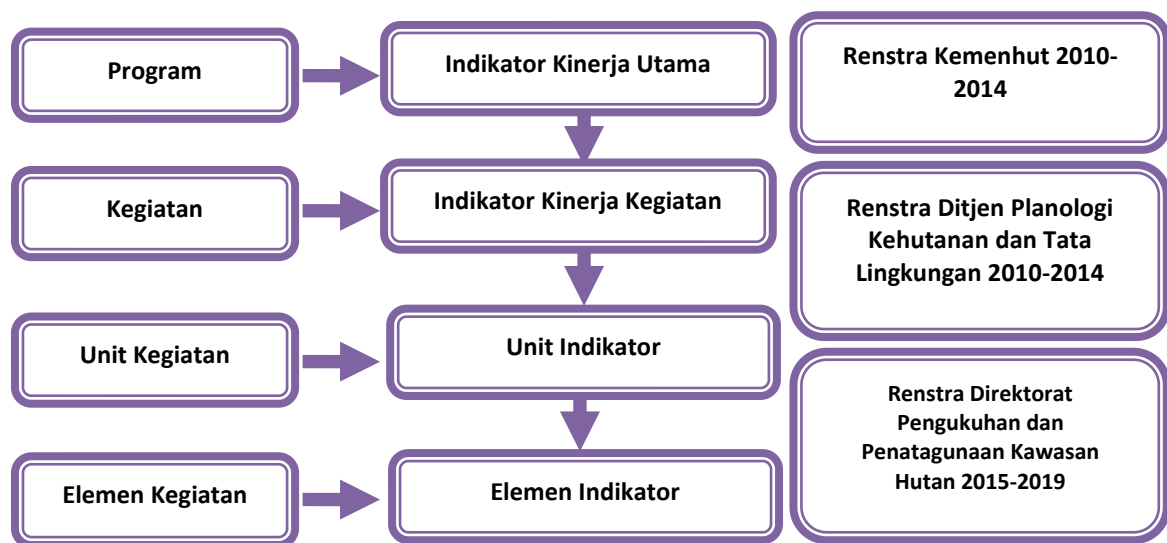 Program
Indikator Kinerja Utama
Renstra Kemenhut 2010-
2014
Kegiatan
Indikator Kinerja Kegiatan
Renstra Ditjen Planologi
Kehutanan dan Tata
Lingkungan 2010-2014
Unit Kegiatan
Unit Indikator
Renstra Direktorat
Pengukuhan dan
Penatagunaan Kawasan
Hutan 2015-2019
Elemen Kegiatan
Elemen Indikator